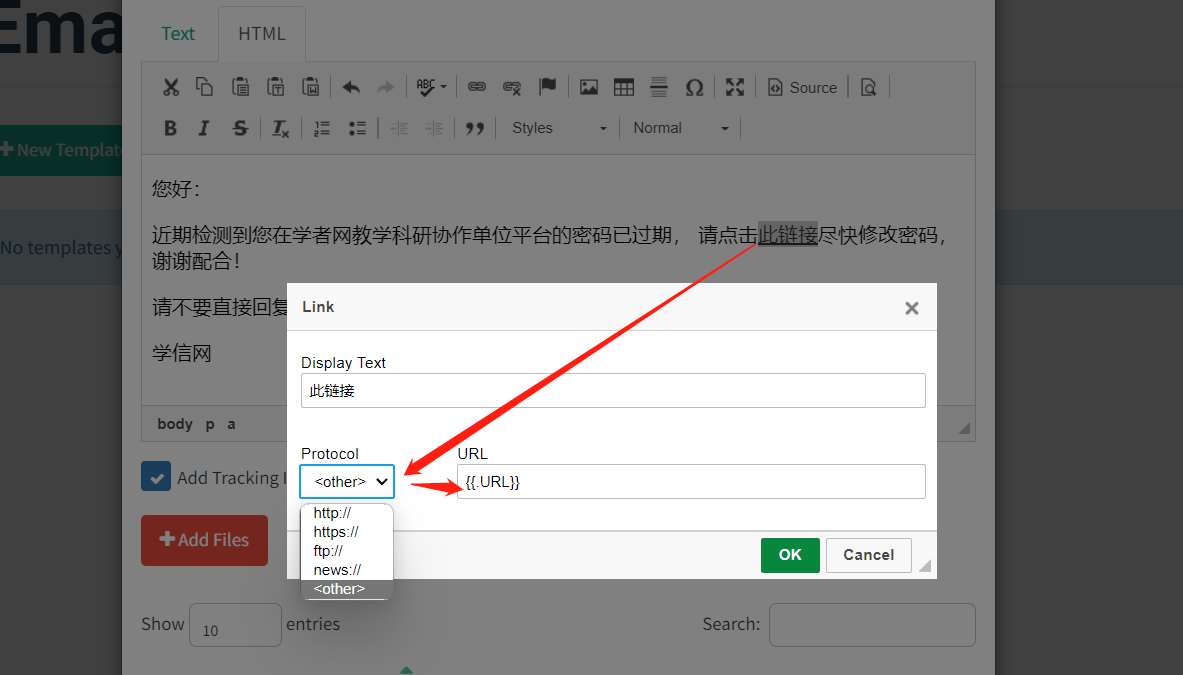 Ema
Text
HTML
ABC
Source
Styles
Normal
New Templat
No templates y
您好：
近期检测到您在学者网教学科研协作单位平台的密码已过期， 请点击此链接尽快修改密码，
谢谢配合！
请不要直接回复
学信网
body p a
Link
Display Text
此链接
Protocol
URL
<other>
{{.URL}}
http://
https://
ftp://
news://
<other>
OK
Cancel
Add Tracking I
Add Files
Show 10 entries
Search: